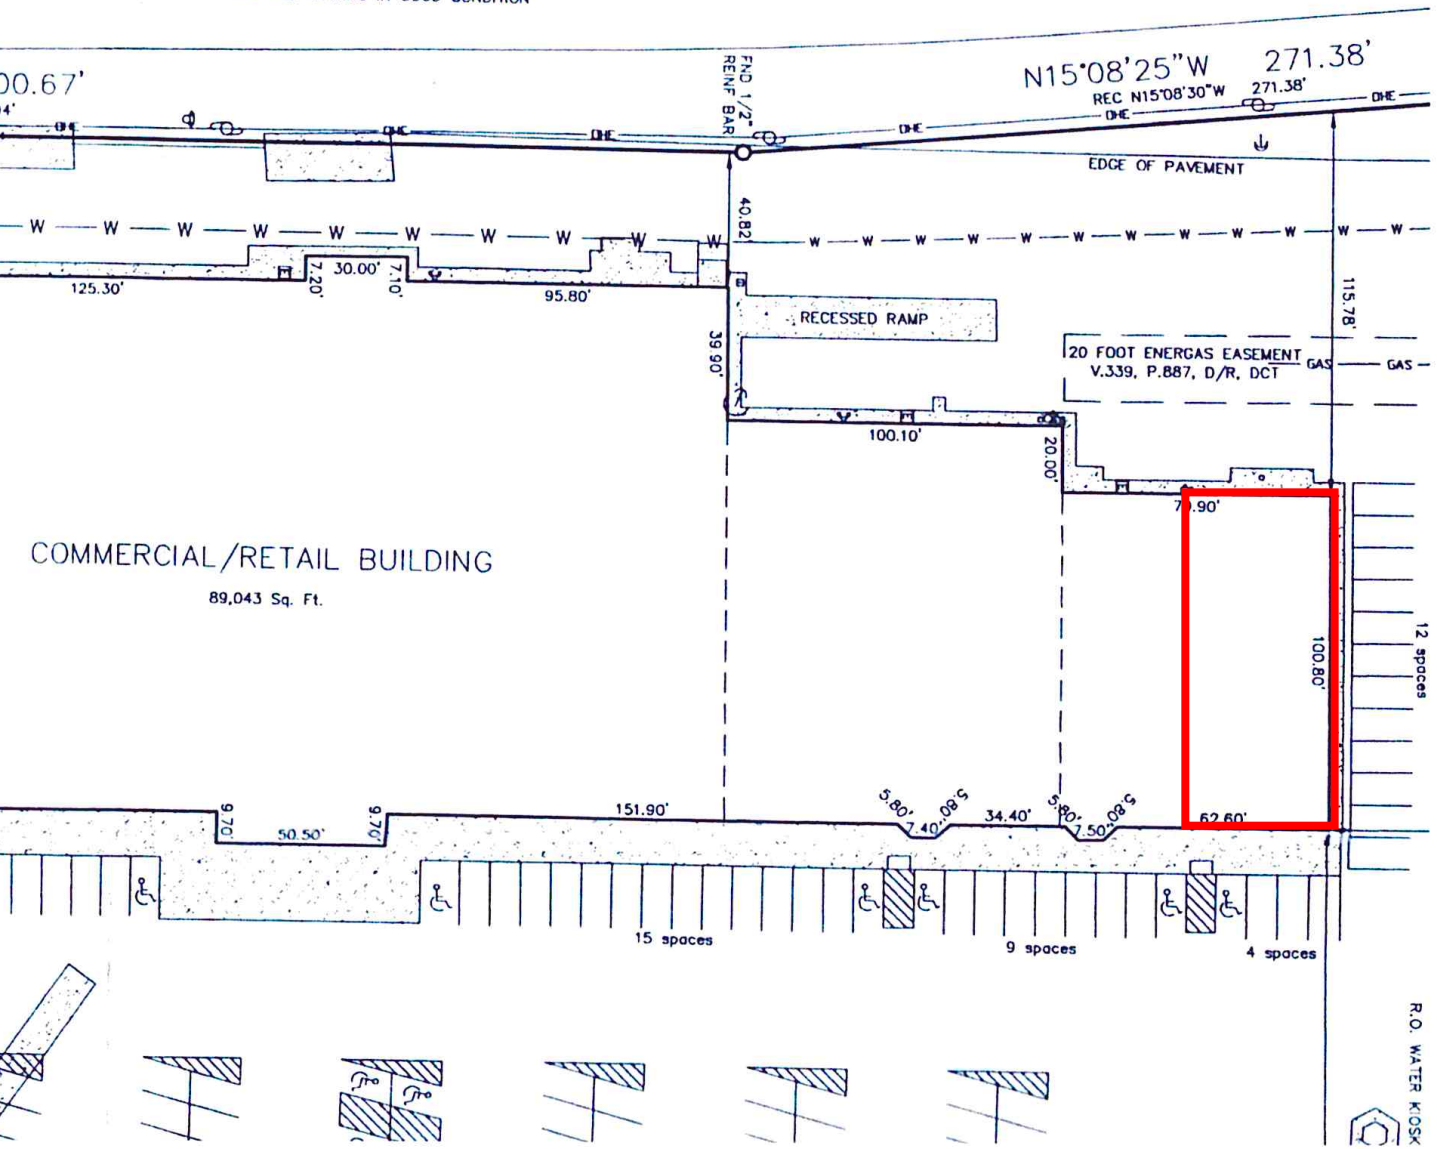 00.67'
4'
FND 1/2"
REINF BAR
N15°08'25"W 271.38'
REC N15°08'30"W 271.38'
OHE OHE OHE OHE OHE OHE
EDGE OF PAVEMENT
W W W W W W W W W W W W W W W W W W W W W W
40.82'
125.30'
7.20'
30.00'
7.10'
95.80'
39.90'
RECESSED RAMP
115.78'
20 FOOT ENERGAS EASEMENT
V.339, P.887, D/R, DCT
GAS GAS
100.10'
20.00'
COMMERCIAL/RETAIL BUILDING
89,043 Sq. Ft.
100.80'
12 spaces
9.70'
50.50'
9.70'
151.90'
5.80'
7.40'
5.80'
34.40'
5.80'
7.50'
5.80'
62.60'
15 spaces
9 spaces
4 spaces
R.O. WATER KIOSK